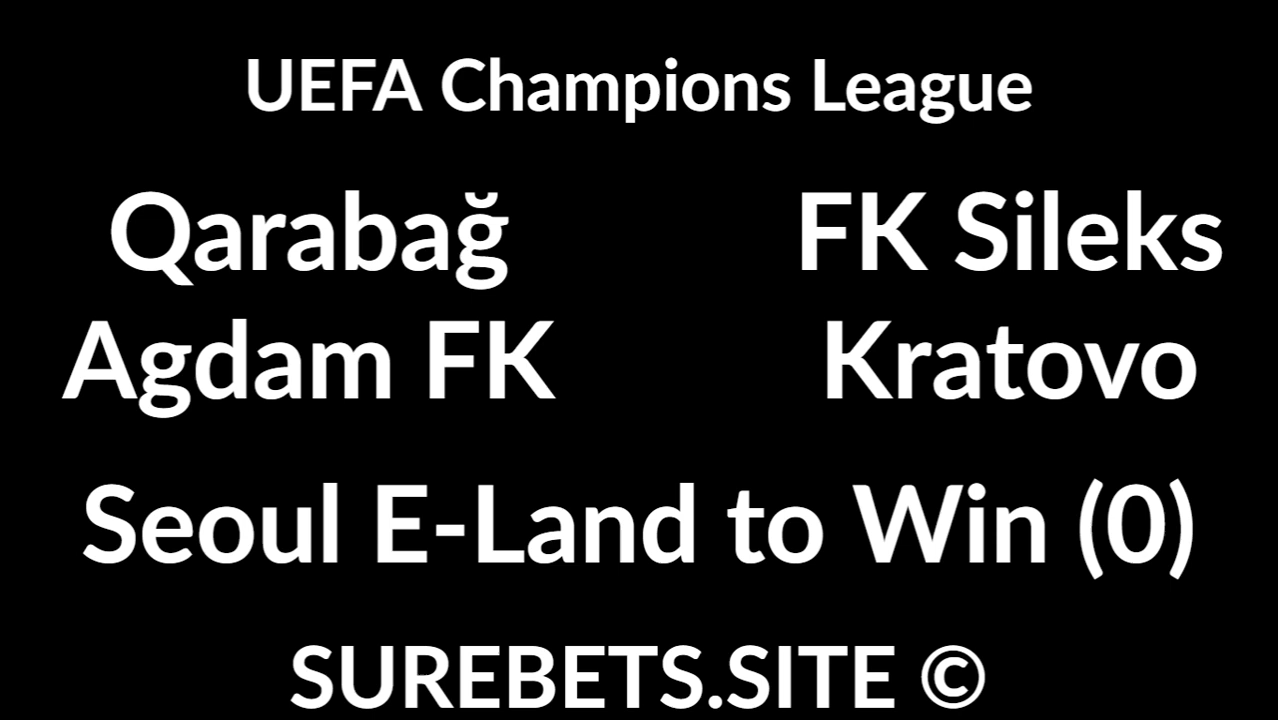 UEFA Champions League
Qarabağ
Agdam FK
FK Sileks
Kratovo
Seoul E-Land to Win (0)
SUREBETS.SITE ©